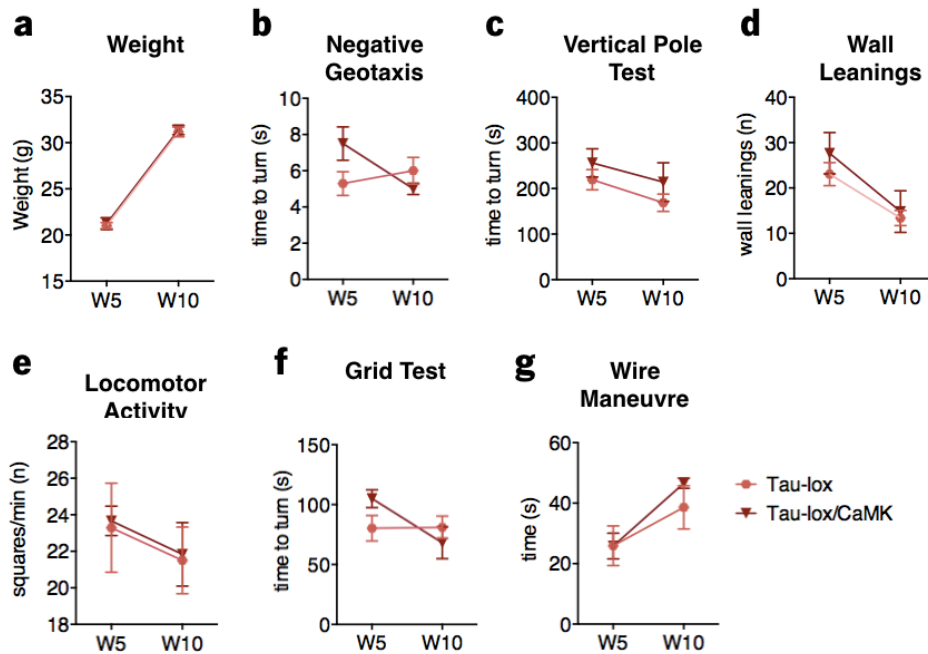 a
Weight
Weight (g)
35
30
25
20
15
W5 W10
b
Negative
Geotaxis
time to turn (s)
10
8
6
4
2
0
W5 W10
c
Vertical Pole
Test
time to turn (s)
400
300
200
100
0
W5 W10
d
Wall
Leanings
wall leanings (n)
40
30
20
10
0
W5 W10
e
Locomotor
Activity
squares/min (n)
28
26
24
22
20
18
W5 W10
f
Grid Test
time to turn (s)
150
100
50
0
W5 W10
g
Wire
Maneuvre
time (s)
60
40
20
0
W5 W10
Tau-lox
Tau-lox/CaMK